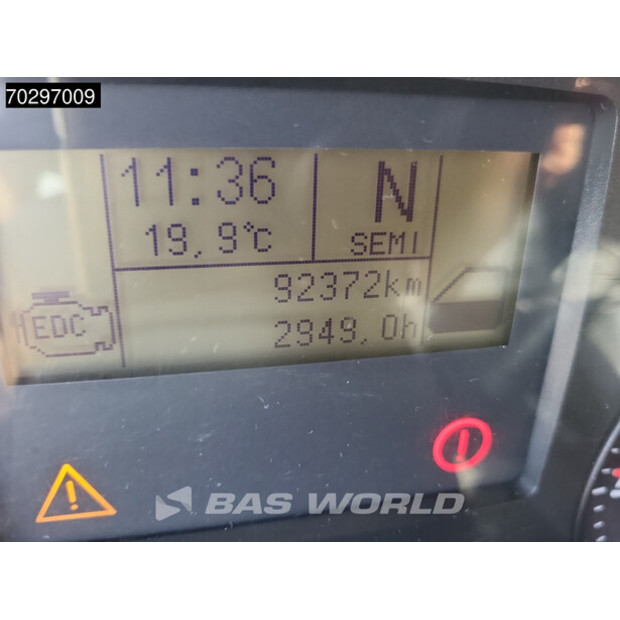 70297009
11:36 N
19,9°C SEMI
92372km
EDC
2949,0h
BAS WORLD